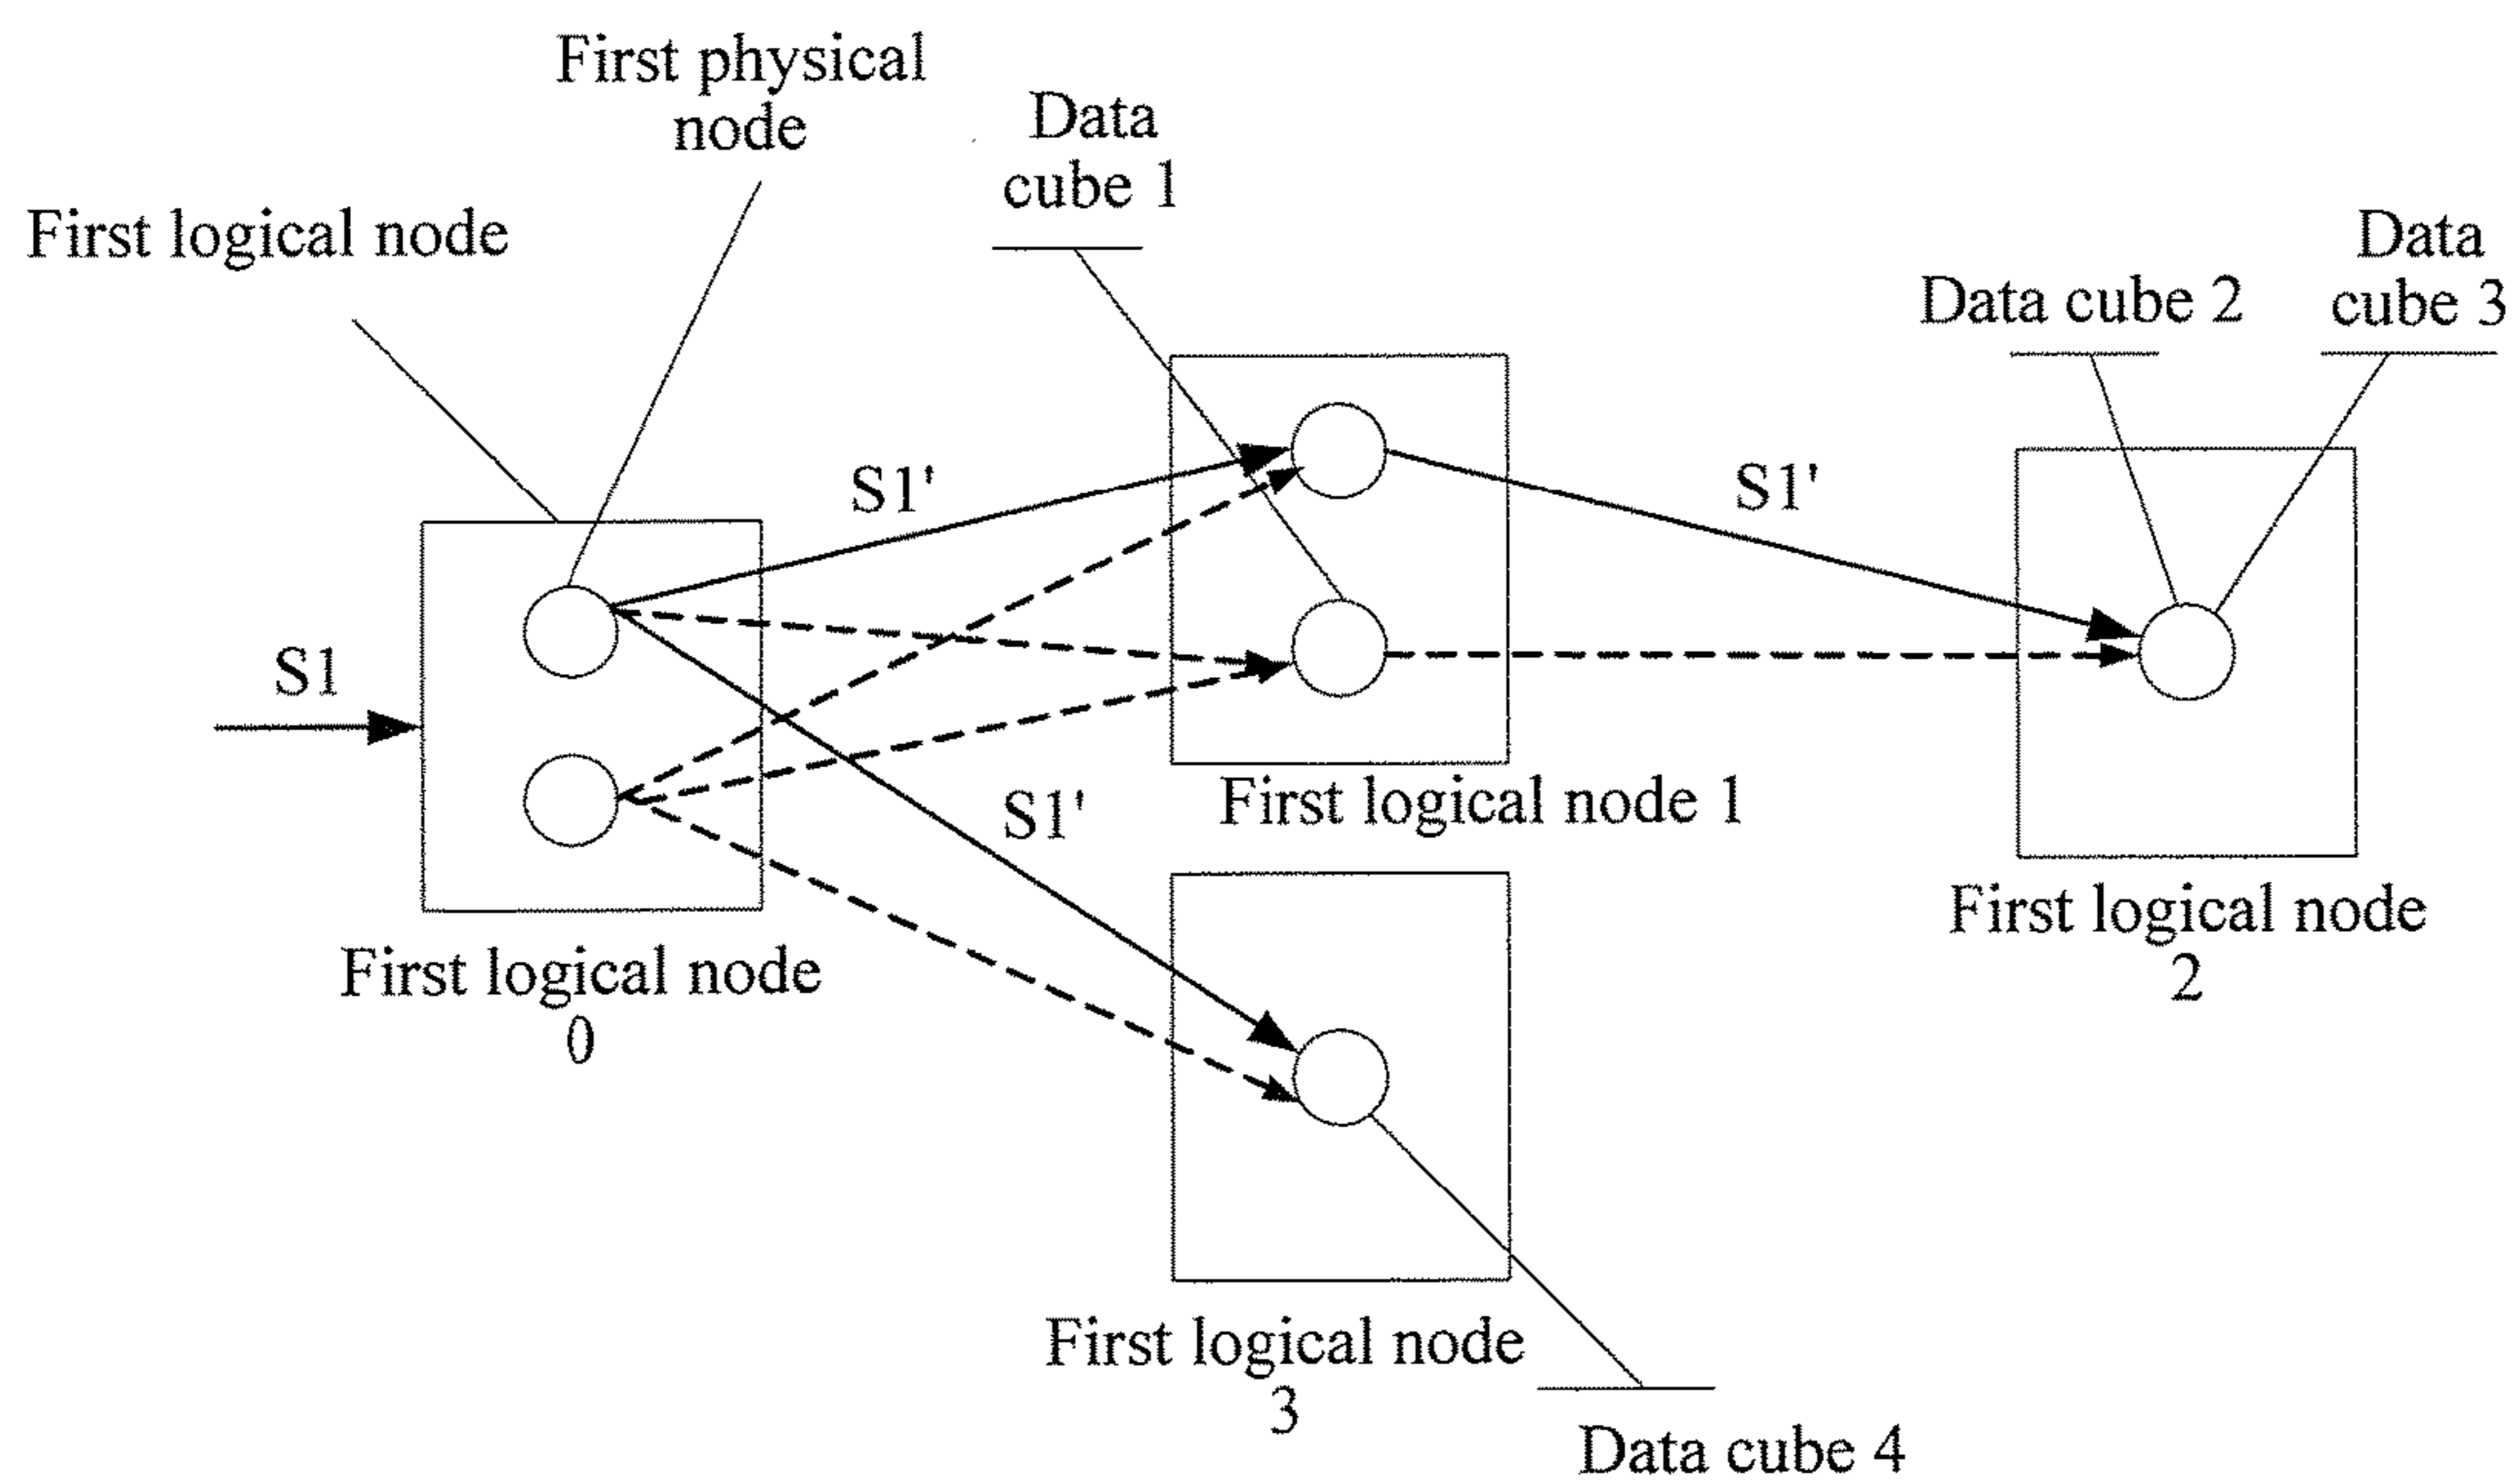 First physical
node
Data
cube 1
First logical node
Data
cube 3
Data cube 2
S1'
S1'
S1
S1'
First logical node 1
First logical node
2
First logical node
0
First logical node
3
Data cube 4